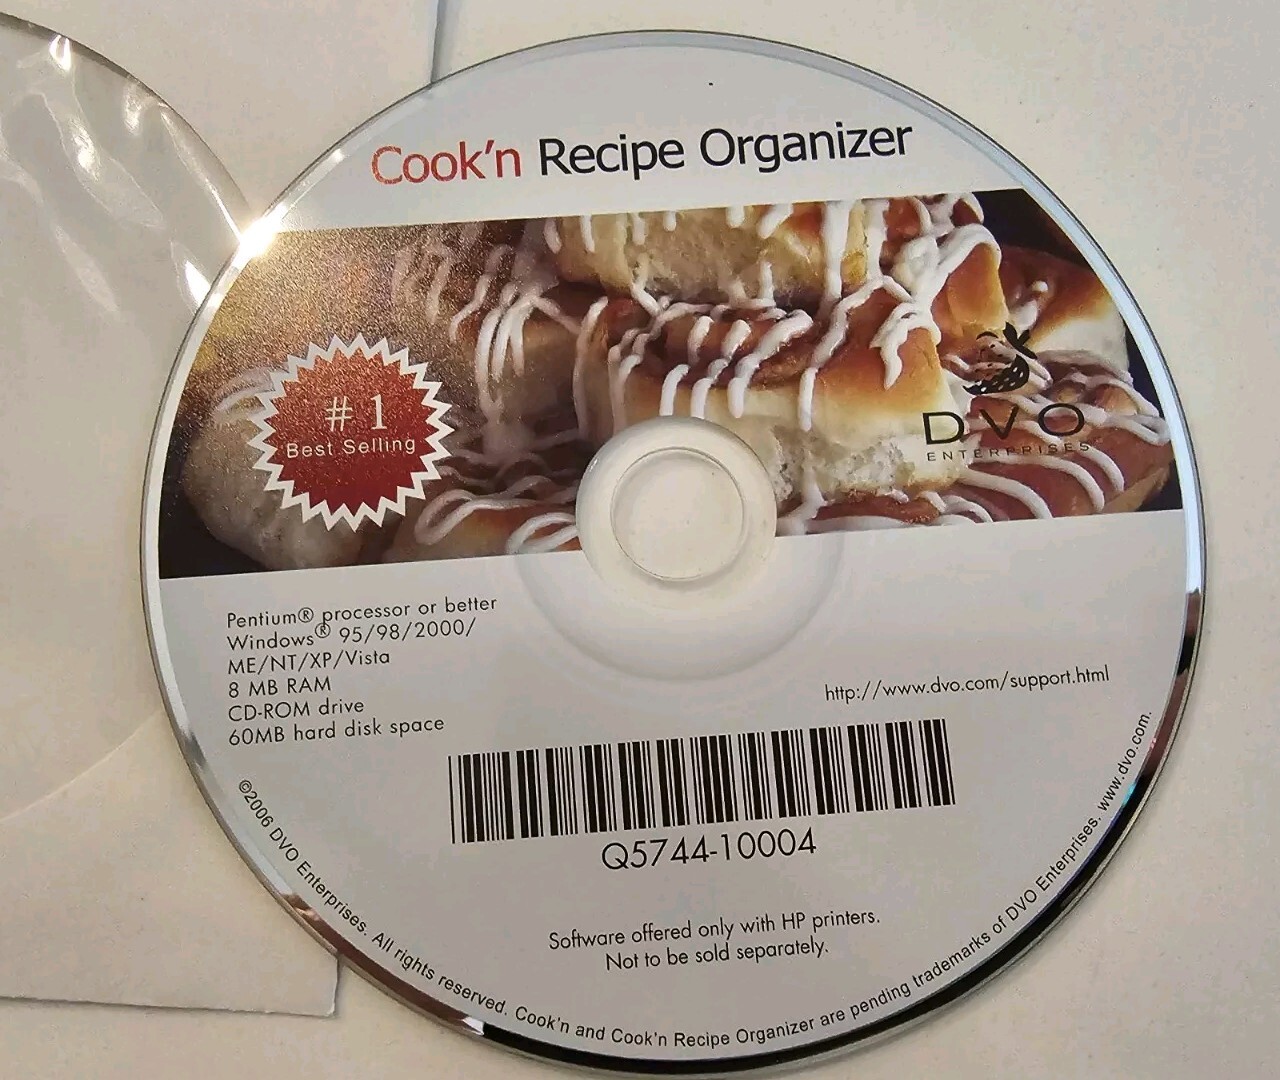 Cook'n Recipe Organizer
# 1
Best Selling
DVO
ENTERPRISES
Pentium® processor or better
Windows® 95/98/2000/
ME/NT/XP/Vista
8 MB RAM
CD-ROM drive
60MB hard disk space
http://www.dvo.com/support.html
Q5744-10004
Software offered only with HP printers.
Not to be sold separately.
©2006 DVO Enterprises. All rights reserved. Cook'n and Cook'n Recipe Organizer are pending trademarks of DVO Enterprises. www.dvo.com.